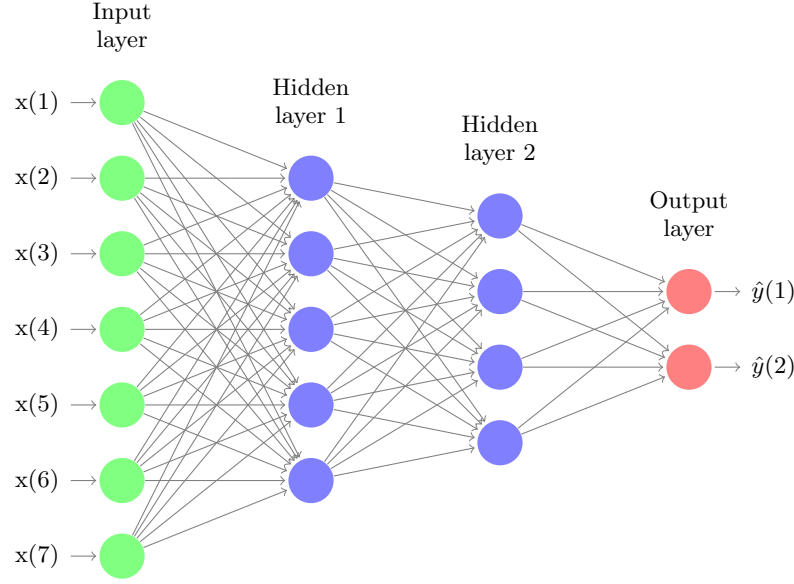 Input
layer
Hidden
layer 1
Hidden
layer 2
Output
layer
x(1)
x(2)
x(3)
x(4)
x(5)
x(6)
x(7)
ŷ(1)
ŷ(2)